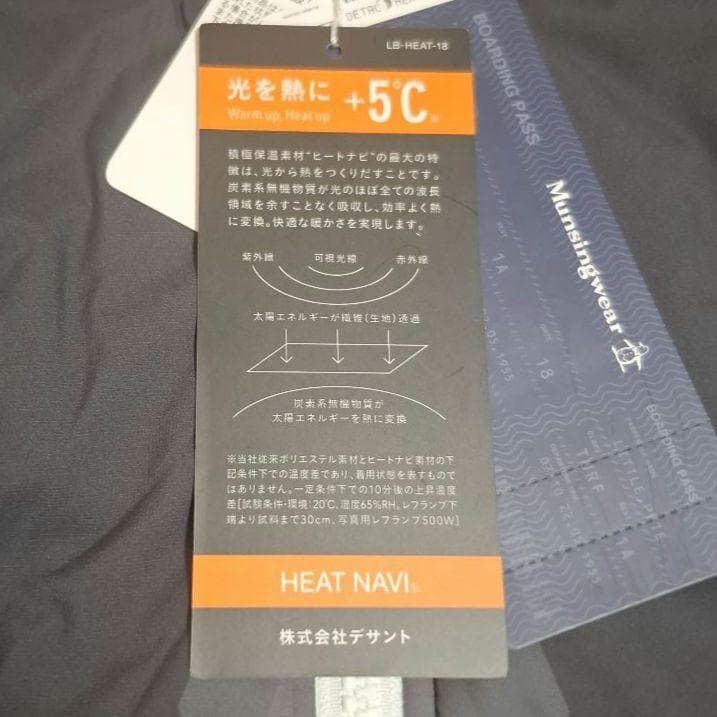 LB-HEAT-18
光を熱に +5℃※
Warm up, Heat up
積極保温素材“ヒートナビ”の最大の特
徴は、光から熱をつくりだすことです。
炭素系無機物質が光のほぼ全ての波長
領域を余すことなく吸収し、効率よく熱
に変換。快適な暖かさを実現します。
紫外線 可視光線 赤外線
太陽エネルギーが繊維(生地)透過
炭素系無機物質が
太陽エネルギーを熱に変換
※当社従来ポリエステル素材とヒートナビ素材の下
記条件下での温度差であり、着用状態を表すもので
はありません。一定条件下での10分後の上昇温度
差[試験条件・環境:20℃、湿度65%RH、レフランプ下
端より試料まで30cm、写真用レフランプ500W]
HEAT NAVI®
株式会社デサント
BOARDING PASS
Munsingwear
1A
18
TURF
BOARDING PASS